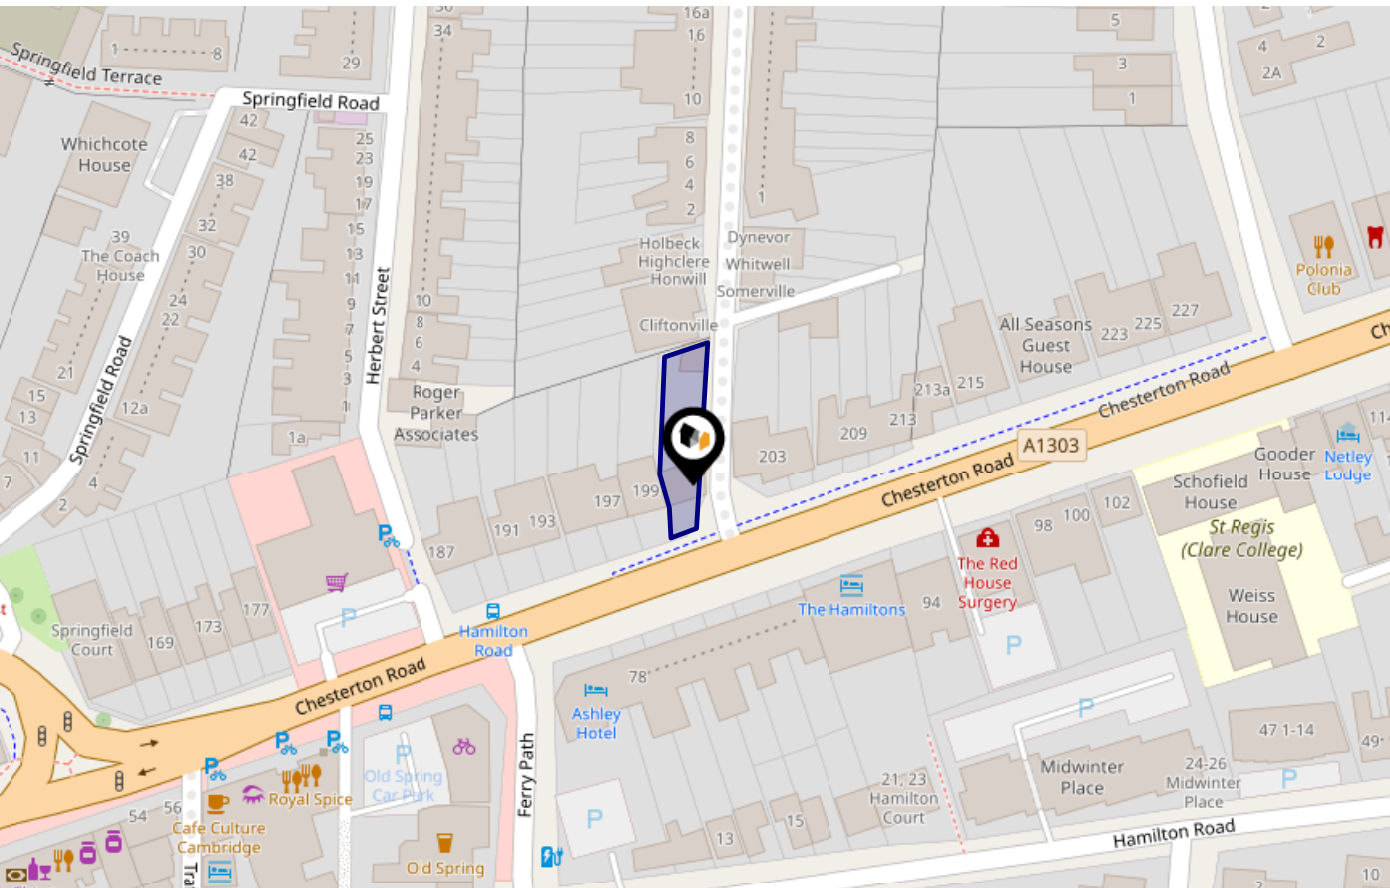 36
34
16a
16
10
5
3
1
4
2
2A
1
8
29
Springfield Terrace
Springfield Road
42
42
Whichcote
House
25
23
19
17
15
13
11
9
7
5
3
1
38
32
30
39
The Coach
House
24
22
21
15
13
12a
11
7
4
2
1a
Springfield Road
Herbert Street
10
8
6
4
Roger
Parker
Associates
8
6
4
2
1
Holbeck
Highclere
Honwill
Dynevor
Whitwell
Somerville
Cliftonville
Polonia
Club
227
225
223
All Seasons
Guest
House
215
213a
213
209
203
199
197
193
191
187
Chesterton Road
A1303
Chesterton Road
Ch
114
Netley
Lodge
Gooder
House
Schofield
House
St Regis
(Clare College)
Weiss
House
102
100
98
The Red
House
Surgery
P
94
The Hamiltons
P
P
Hamilton
Road
177
173
169
Springfield
Court
st
Chesterton Road
78
Ashley
Hotel
P
P
47 1-14
49
24-26
Midwinter
Place
P
Midwinter
Place
21, 23
Hamilton
Court
15
13
P
Old Spring
Car Park
Ferry Path
P
P
Royal Spice
56
54
Cafe Culture
Cambridge
Tra
Old Spring
Hamilton Road
10